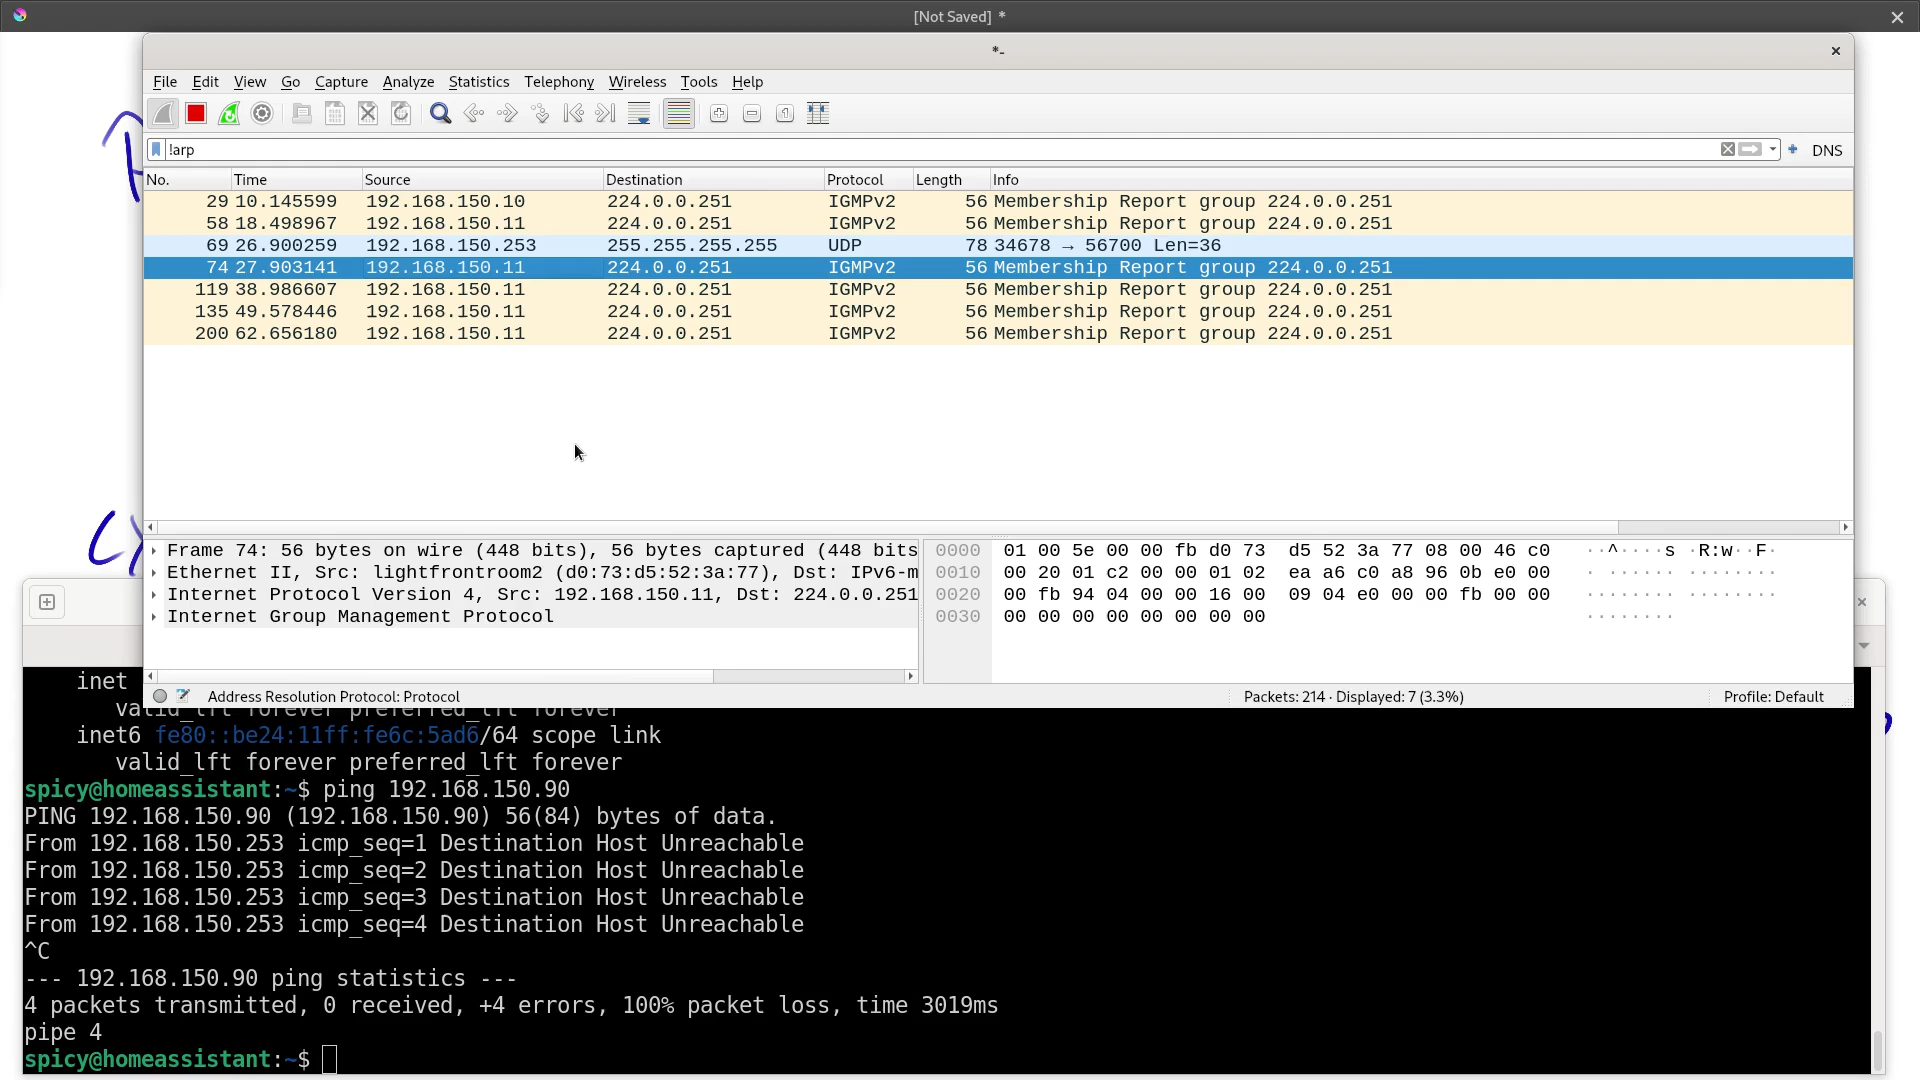 [Not Saved] *
*-
File Edit View Go Capture Analyze Statistics Telephony Wireless Tools Help
!arp
DNS
No. Time Source Destination Protocol Length Info
29 10.145599 192.168.150.10 224.0.0.251 IGMPv2 56 Membership Report group 224.0.0.251
58 18.498967 192.168.150.11 224.0.0.251 IGMPv2 56 Membership Report group 224.0.0.251
69 26.900259 192.168.150.253 255.255.255.255 UDP 78 34678 → 56700 Len=36
74 27.903141 192.168.150.11 224.0.0.251 IGMPv2 56 Membership Report group 224.0.0.251
119 38.986607 192.168.150.11 224.0.0.251 IGMPv2 56 Membership Report group 224.0.0.251
135 49.578446 192.168.150.11 224.0.0.251 IGMPv2 56 Membership Report group 224.0.0.251
200 62.656180 192.168.150.11 224.0.0.251 IGMPv2 56 Membership Report group 224.0.0.251
Frame 74: 56 bytes on wire (448 bits), 56 bytes captured (448 bits
Ethernet II, Src: lightfrontroom2 (d0:73:d5:52:3a:77), Dst: IPv6-m
Internet Protocol Version 4, Src: 192.168.150.11, Dst: 224.0.0.251
Internet Group Management Protocol
0000 01 00 5e 00 00 fb d0 73 d5 52 3a 77 08 00 46 c0 ··^····s ·R:w··F·
0010 00 20 01 c2 00 00 01 02 ea a6 c0 a8 96 0b e0 00 · ······ ········
0020 00 fb 94 04 00 00 16 00 09 04 e0 00 00 fb 00 00 ········ ········
0030 00 00 00 00 00 00 00 00 ········
Address Resolution Protocol: Protocol
Packets: 214 · Displayed: 7 (3.3%)
Profile: Default
inet
valid_lft forever preferred_lft forever
inet6 fe80::be24:11ff:fe6c:5ad6/64 scope link
valid_lft forever preferred_lft forever
spicy@homeassistant:~$ ping 192.168.150.90
PING 192.168.150.90 (192.168.150.90) 56(84) bytes of data.
From 192.168.150.253 icmp_seq=1 Destination Host Unreachable
From 192.168.150.253 icmp_seq=2 Destination Host Unreachable
From 192.168.150.253 icmp_seq=3 Destination Host Unreachable
From 192.168.150.253 icmp_seq=4 Destination Host Unreachable
^C
--- 192.168.150.90 ping statistics ---
4 packets transmitted, 0 received, +4 errors, 100% packet loss, time 3019ms
pipe 4
spicy@homeassistant:~$